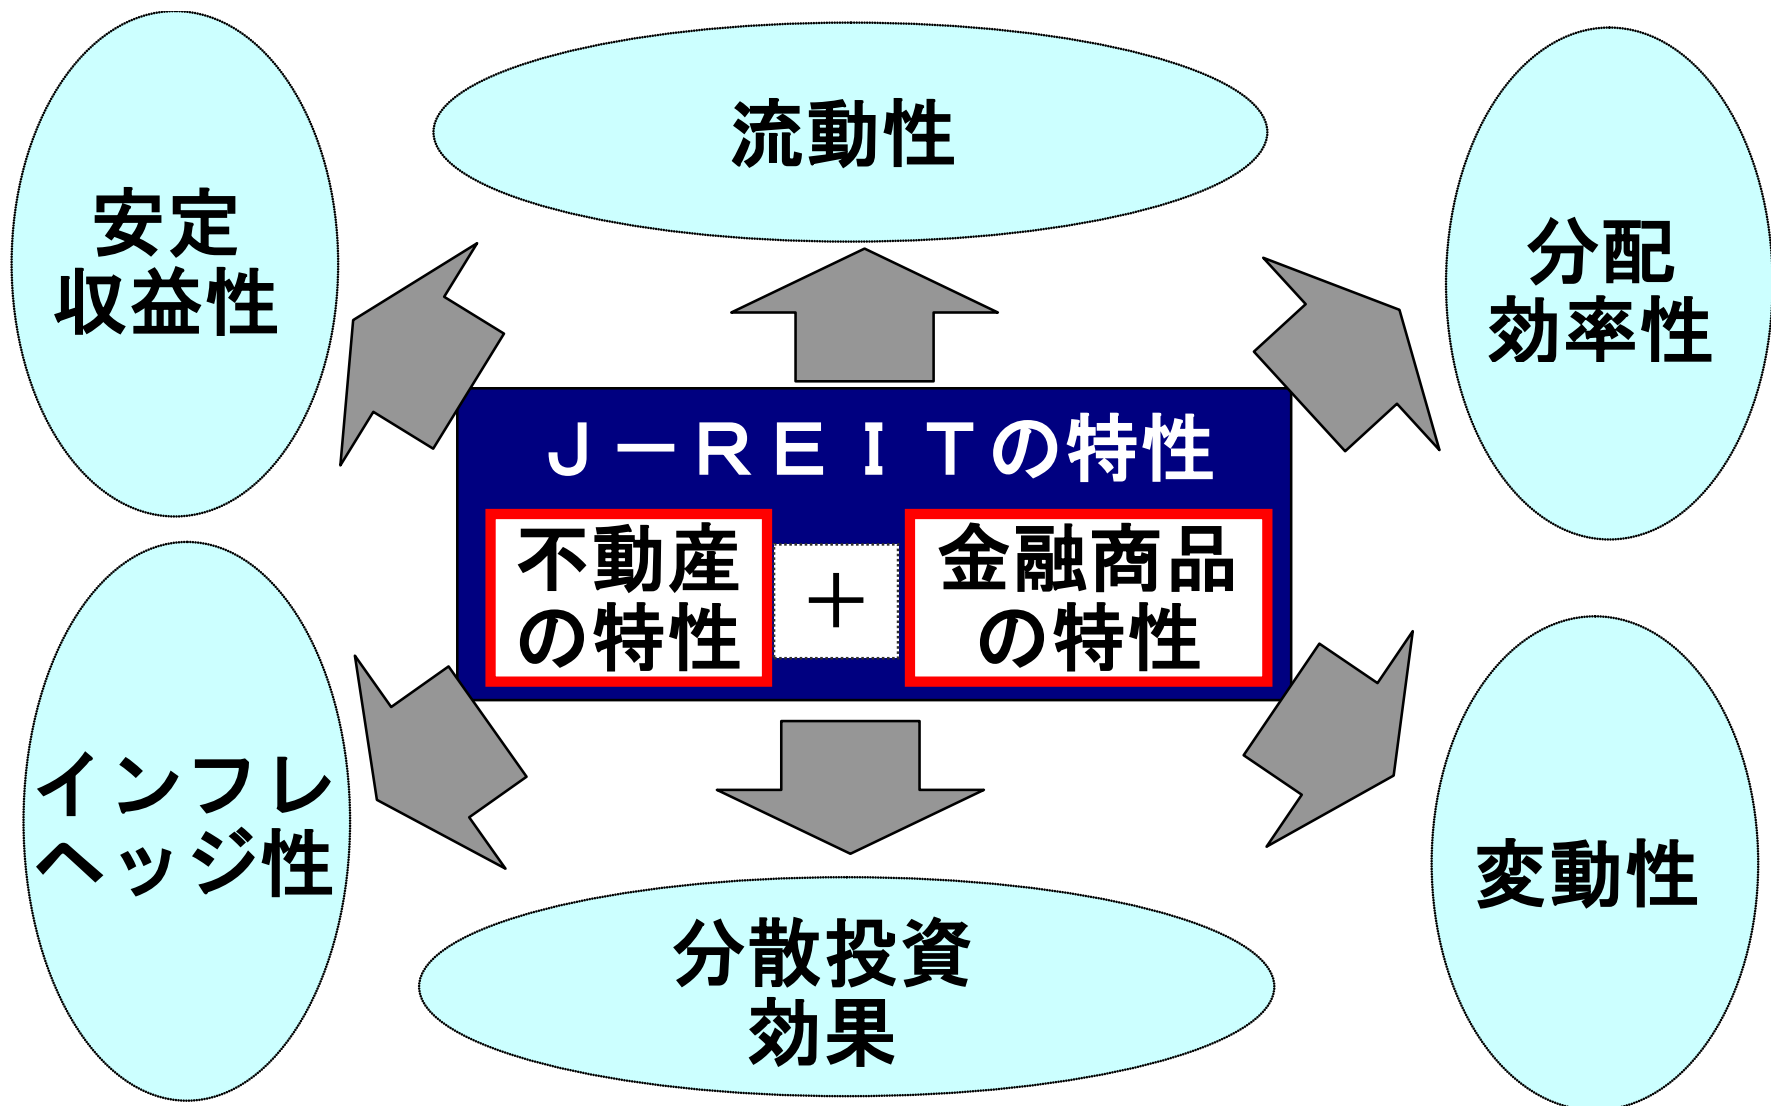 流動性
安定
収益性
分配
効率性
J－REITの特性
不動産
の特性
＋
金融商品
の特性
インフレ
ヘッジ性
変動性
分散投資
効果